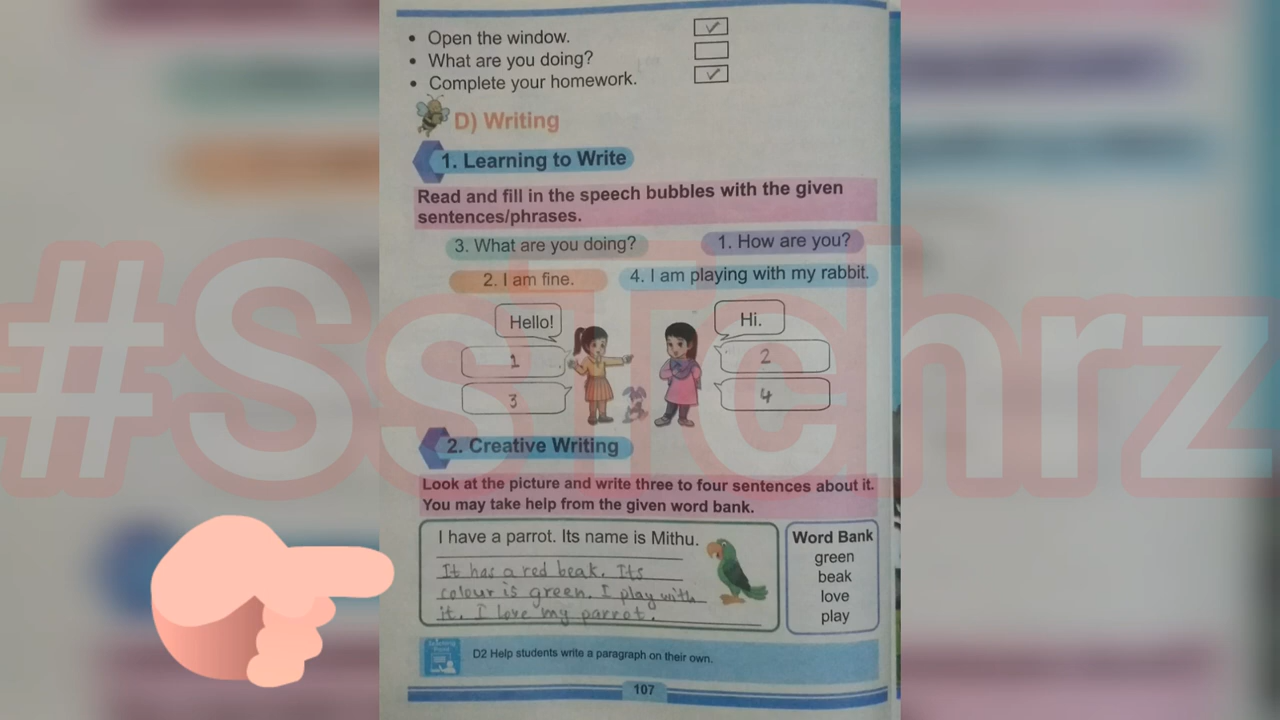 • Open the window.
• What are you doing?
• Complete your homework.
D) Writing
1. Learning to Write
Read and fill in the speech bubbles with the given
sentences/phrases.
3. What are you doing?
1. How are you?
2. I am fine.
4. I am playing with my rabbit.
Hello!
Hi.
1
2
3
4
2. Creative Writing
Look at the picture and write three to four sentences about it.
You may take help from the given word bank.
I have a parrot. Its name is Mithu.
It has a red beak. Its
colour is green. I play with
it. I love my parrot.
Word Bank
green
beak
love
play
D2 Help students write a paragraph on their own.
107
#SsTchrz